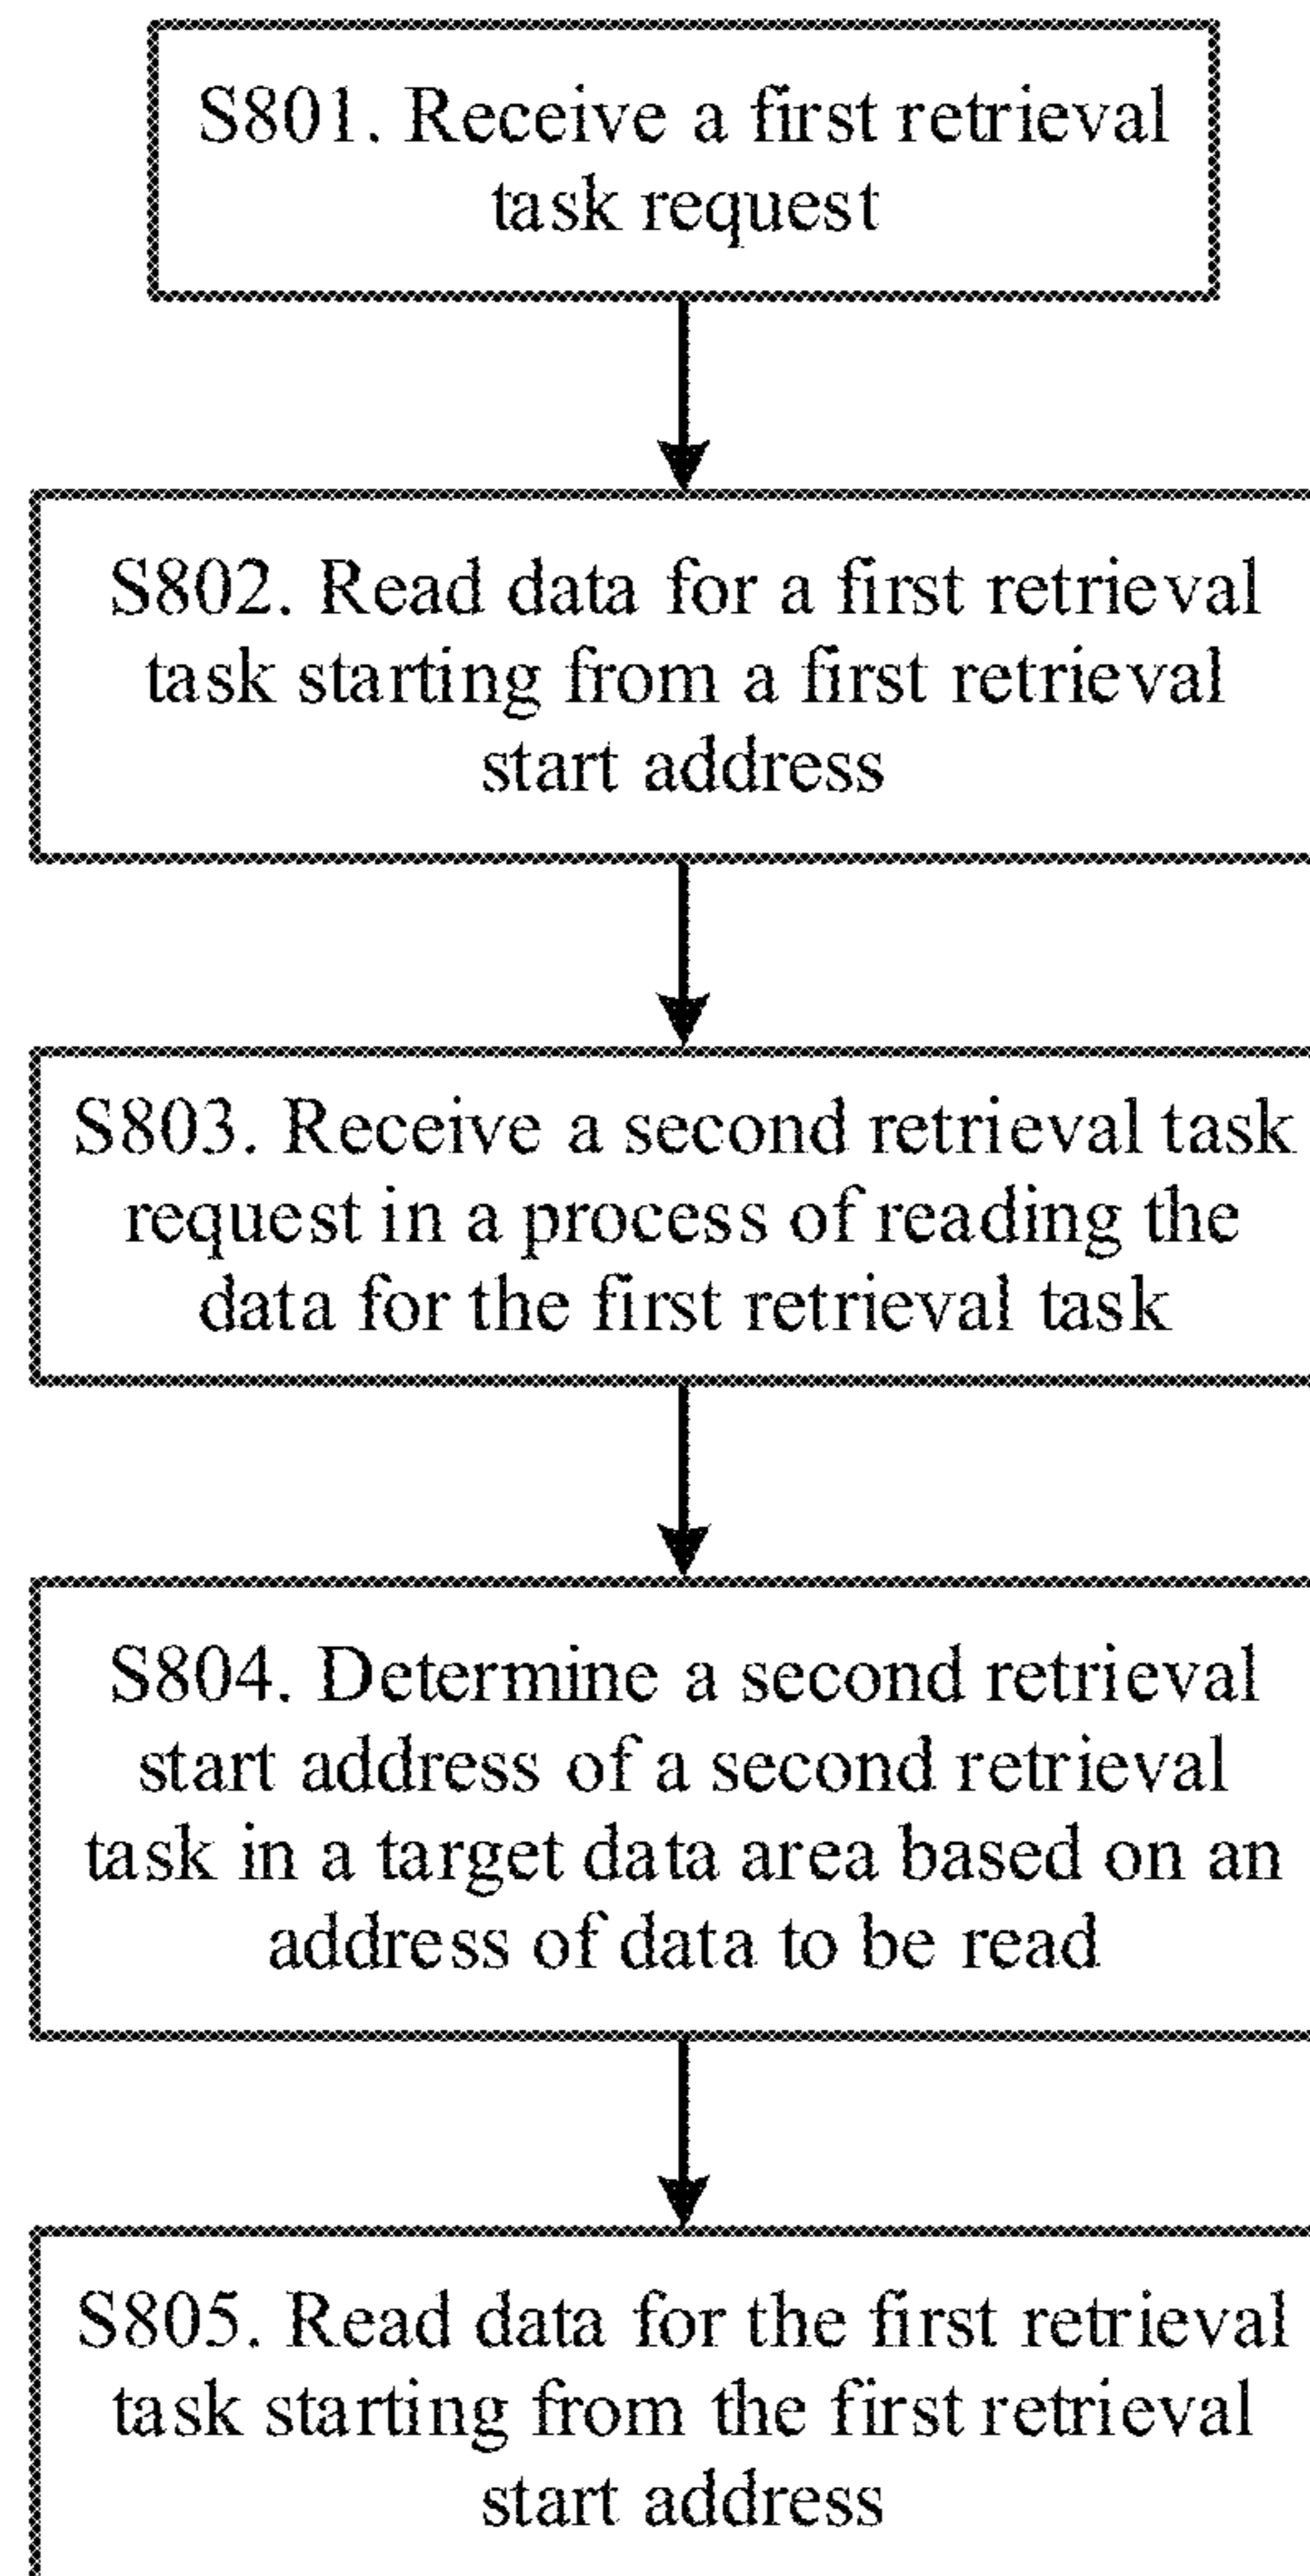 S801. Receive a first retrieval
task request
S802. Read data for a first retrieval
task starting from a first retrieval
start address
S803. Receive a second retrieval task
request in a process of reading the
data for the first retrieval task
S804. Determine a second retrieval
start address of a second retrieval
task in a target data area based on an
address of data to be read
S805. Read data for the first retrieval
task starting from the first retrieval
start address